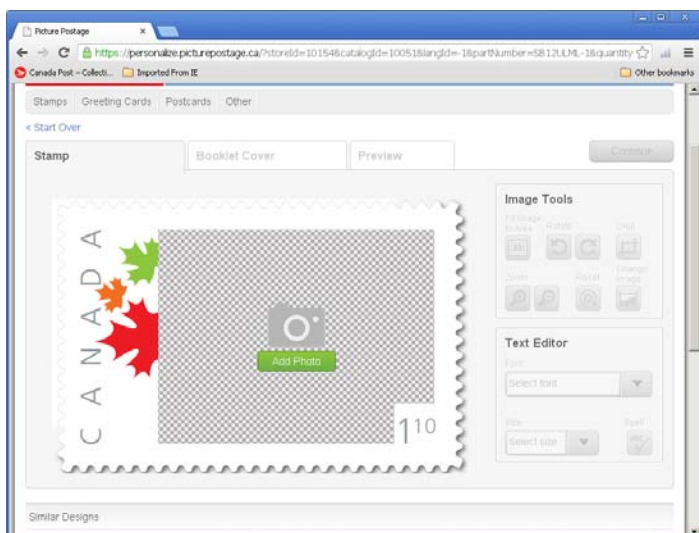 Picture Postage
https://personalize.picturepostage.ca/?storeId=10154&catalogId=10051&langId=-1&partNumber=SB12ULML-1&quantity
Canada Post – Collecti...
Imported From IE
Other bookmarks
Stamps Greeting Cards Postcards Other
< Start Over
Stamp
Booklet Cover
Preview
Continue
CANADA
Add Photo
1¹⁰
Image Tools
Fit Image to Area
Rotate
Crop
Zoom
Reset
Change Image
Text Editor
Font
Select font
Size
Spell
Select size
abc
Similar Designs